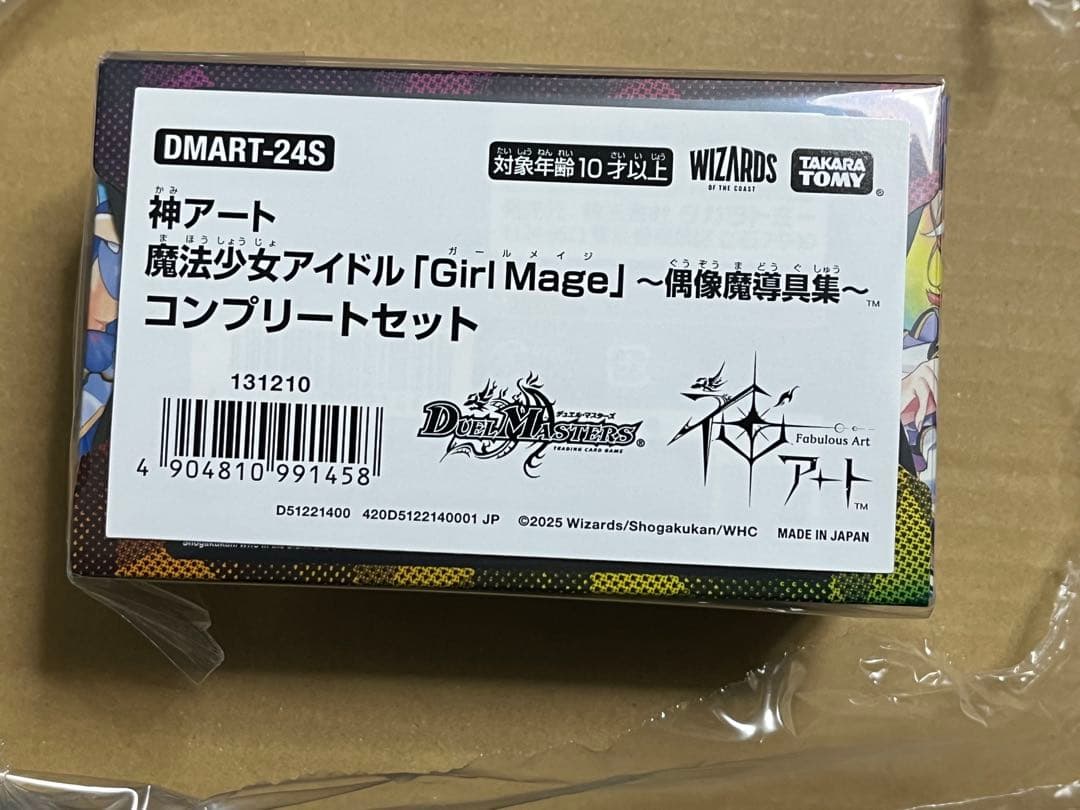 DMART-24S
たいしょうねんれい さいいじょう
対象年齢10才以上
WIZARDS
OF THE COAST
TAKARA
TOMY
かみ
神アート
まほうしょうじょ ガールメイジ ぐうぞうまどうぐしゅう
魔法少女アイドル「Girl Mage」～偶像魔導具集～™
コンプリートセット
131210
4 904810 991458
デュエル・マスターズ
DUEL MASTERS®
TRADING CARD GAME
神アート™
Fabulous Art
D51221400 420D5122140001 JP ©2025 Wizards/Shogakukan/WHC MADE IN JAPAN